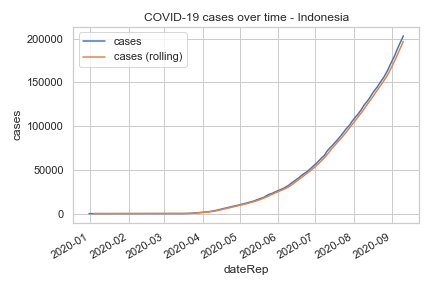 COVID-19 cases over time - Indonesia
cases
cases (rolling)
200000
150000
100000
50000
0
cases
2020-01
2020-02
2020-03
2020-04
2020-05
2020-06
2020-07
2020-08
2020-09
dateRep